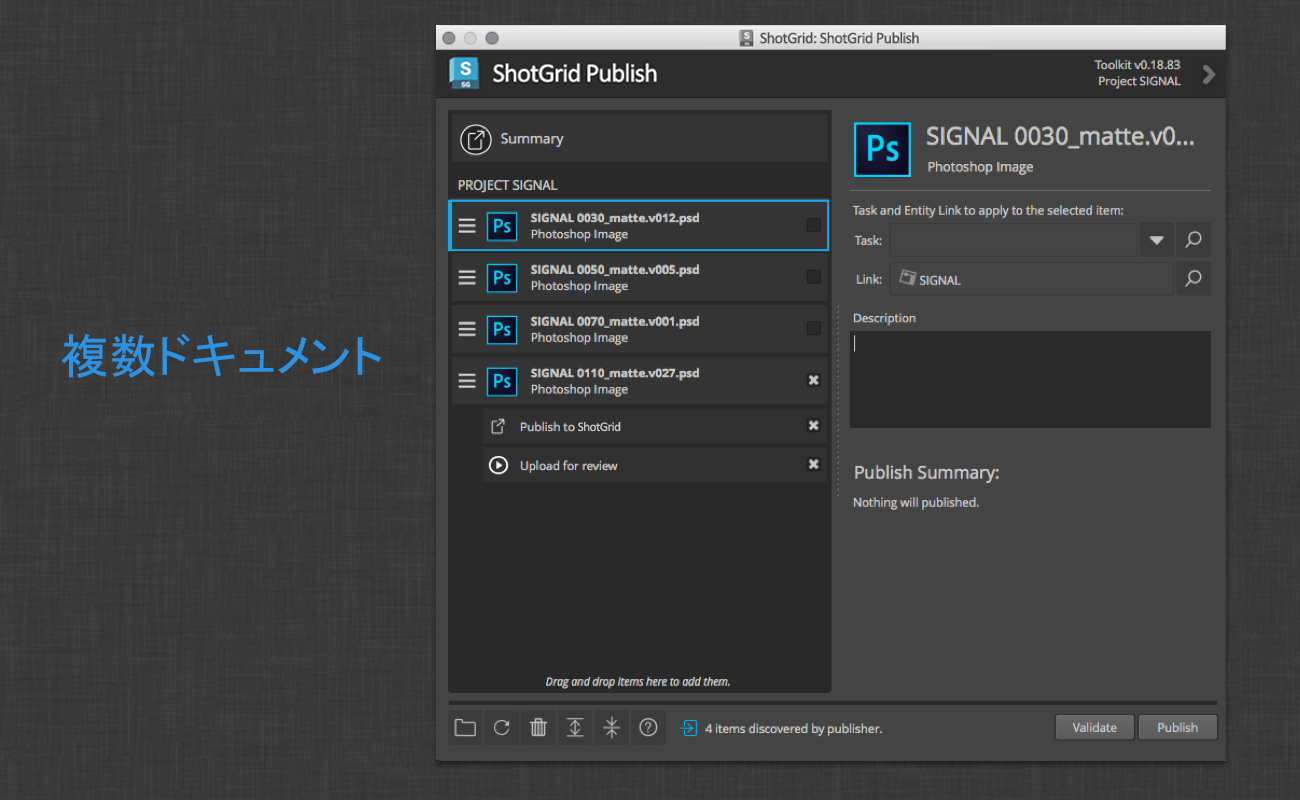 複数ドキュメント
ShotGrid: ShotGrid Publish
S
SG
ShotGrid Publish
Toolkit v0.18.83
Project SIGNAL
Summary
PROJECT SIGNAL
Ps
SIGNAL 0030_matte.v012.psd
Photoshop Image
Ps
SIGNAL 0050_matte.v005.psd
Photoshop Image
Ps
SIGNAL 0070_matte.v001.psd
Photoshop Image
Ps
SIGNAL 0110_matte.v027.psd
Photoshop Image
Publish to ShotGrid
Upload for review
Drag and drop items here to add them.
Ps
SIGNAL 0030_matte.v0...
Photoshop Image
Task and Entity Link to apply to the selected item:
Task:
Link: SIGNAL
Description
Publish Summary:
Nothing will published.
4 items discovered by publisher.
Validate
Publish